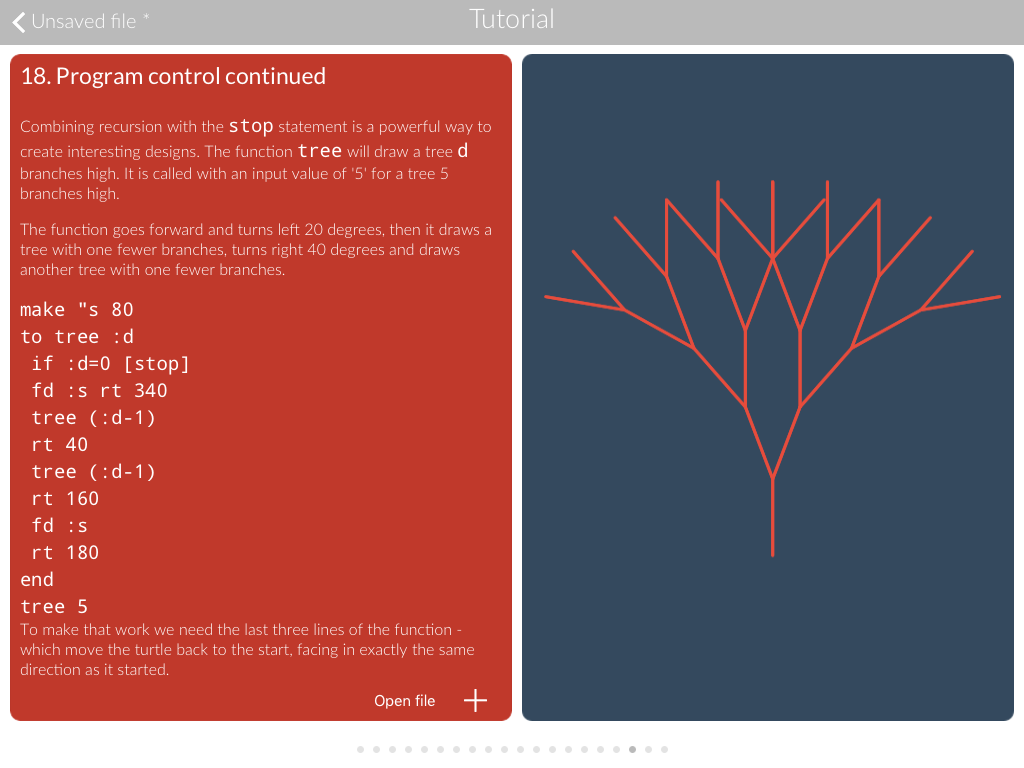 Unsaved file *
Tutorial
18. Program control continued
Combining recursion with the stop statement is a powerful way to
create interesting designs. The function tree will draw a tree d
branches high. It is called with an input value of '5' for a tree 5
branches high.
The function goes forward and turns left 20 degrees, then it draws a
tree with one fewer branches, turns right 40 degrees and draws
another tree with one fewer branches.
make "s 80
to tree :d
if :d=0 [stop]
fd :s rt 340
tree (:d-1)
rt 40
tree (:d-1)
rt 160
fd :s
rt 180
end
tree 5
To make that work we need the last three lines of the function -
which move the turtle back to the start, facing in exactly the same
direction as it started.
Open file